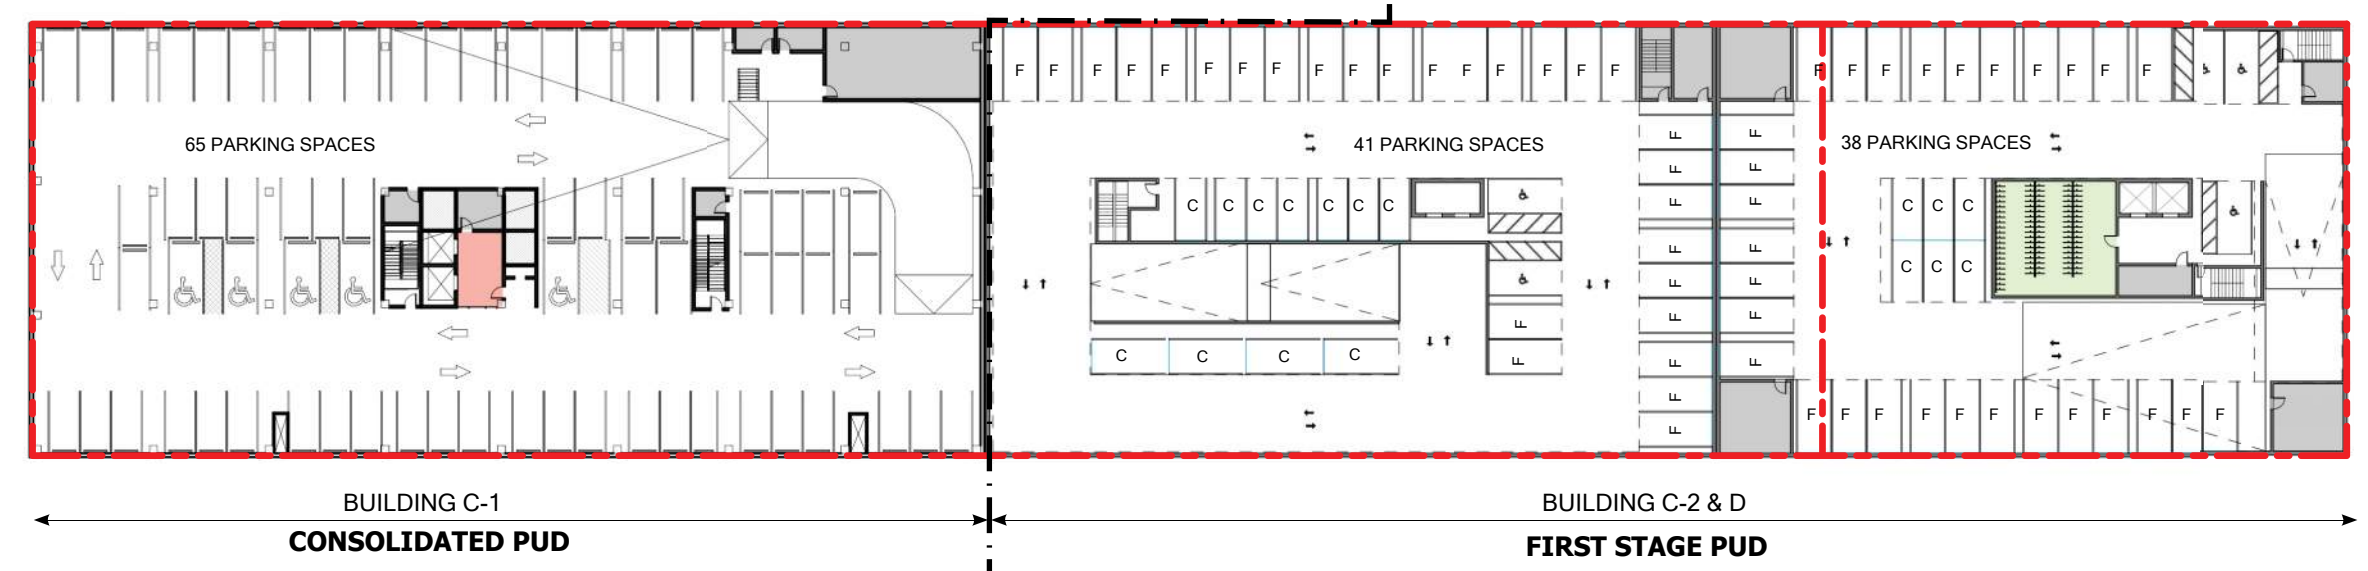 F F F F F F F F F F F F F F F F F F F F F F F F F F F
65 PARKING SPACES
41 PARKING SPACES
38 PARKING SPACES
F F
F F
F F
F F
F F
F F
F F
F
F
C C C C C C C
C C C
C C C
F
F
C C C C
F F F F F F F F F F F F
BUILDING C-1
BUILDING C-2 & D
CONSOLIDATED PUD
FIRST STAGE PUD